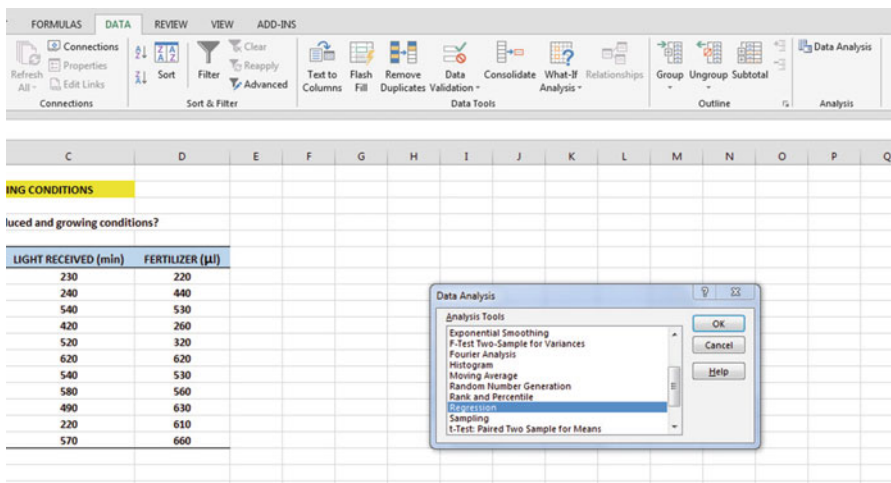 FORMULAS DATA REVIEW VIEW ADD-INS
Connections
Properties
Edit Links
Refresh
All
Connections
Sort
Filter
Clear
Reapply
Advanced
Sort & Filter
Text to
Columns
Flash
Fill
Remove
Duplicates
Data
Validation
Consolidate
What-If
Analysis
Relationships
Data Tools
Group
Ungroup
Subtotal
Outline
Data Analysis
Analysis
C D E F G H I J K L M N O P Q
ING CONDITIONS
luced and growing conditions?
LIGHT RECEIVED (min) FERTILIZER (µl)
230 220
240 440
540 530
420 260
520 320
620 620
540 530
580 560
490 630
220 610
570 660
Data Analysis
Analysis Tools
Exponential Smoothing
F-Test Two-Sample for Variances
Fourier Analysis
Histogram
Moving Average
Random Number Generation
Rank and Percentile
Regression
Sampling
t-Test: Paired Two Sample for Means
OK
Cancel
Help